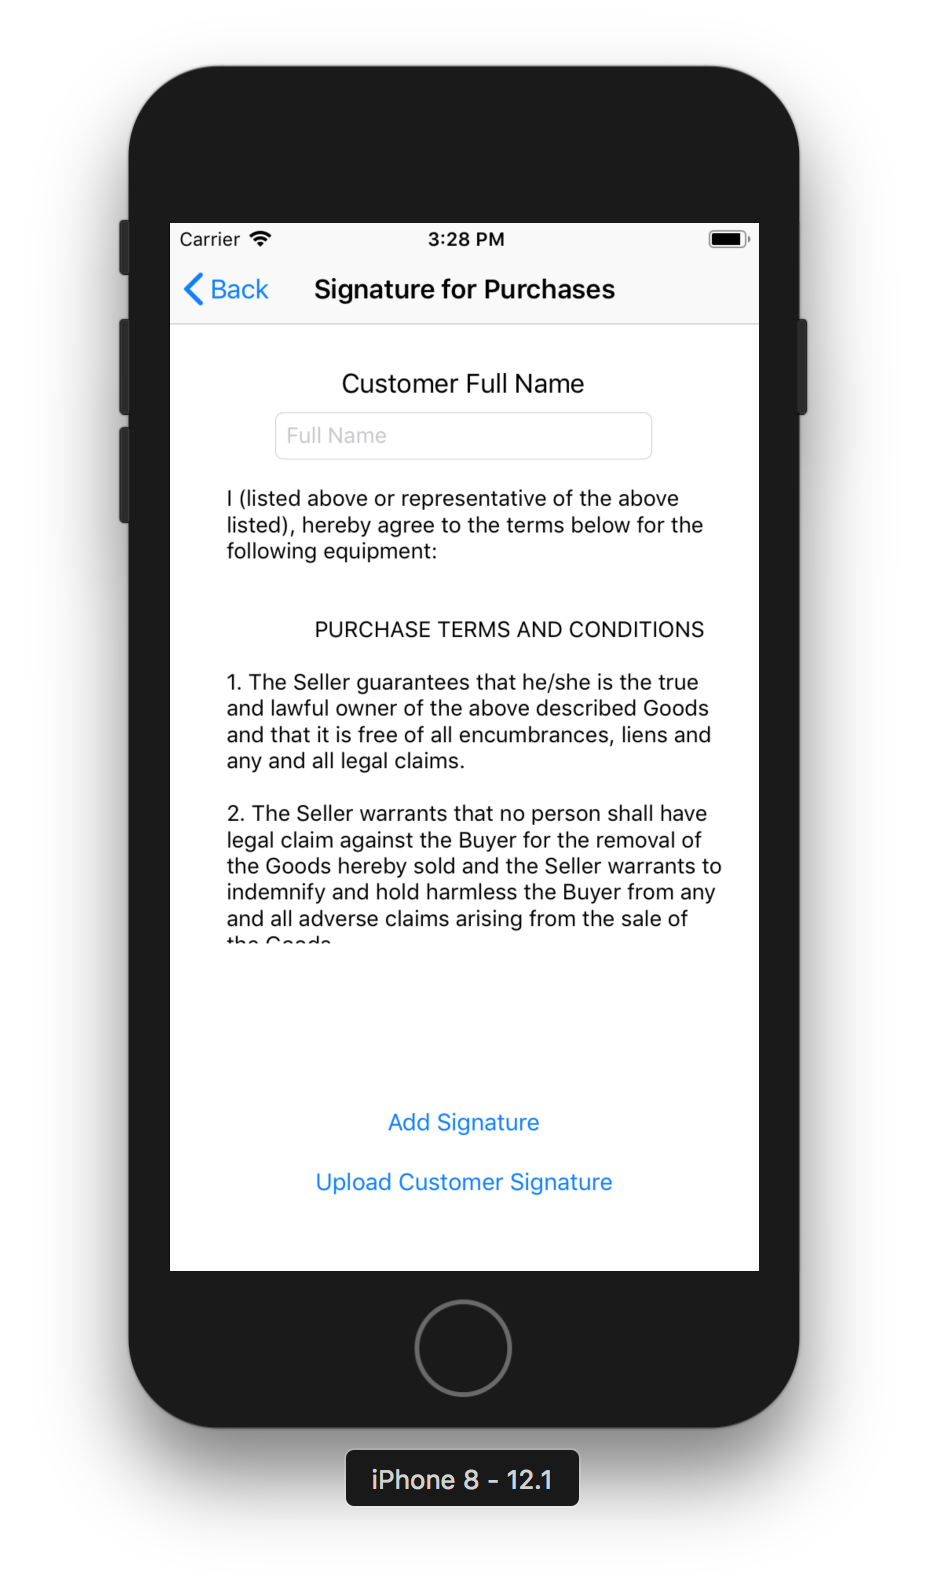 Carrier
3:28 PM
Back
Signature for Purchases
Customer Full Name
Full Name
I (listed above or representative of the above
listed), hereby agree to the terms below for the
following equipment:
PURCHASE TERMS AND CONDITIONS
1. The Seller guarantees that he/she is the true
and lawful owner of the above described Goods
and that it is free of all encumbrances, liens and
any and all legal claims.
2. The Seller warrants that no person shall have
legal claim against the Buyer for the removal of
the Goods hereby sold and the Seller warrants to
indemnify and hold harmless the Buyer from any
and all adverse claims arising from the sale of
the Goods
Add Signature
Upload Customer Signature
iPhone 8 - 12.1